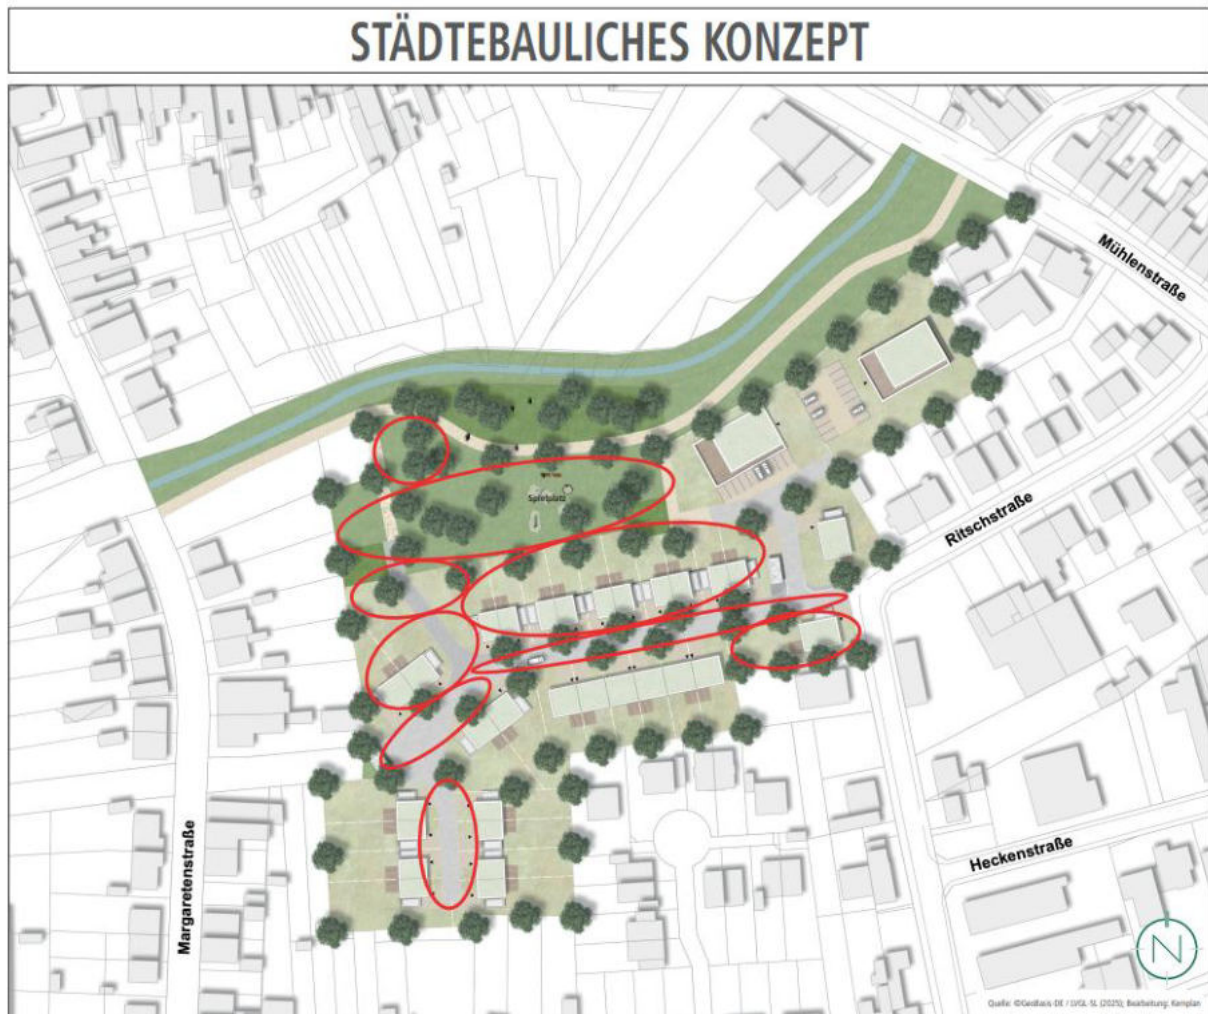 STÄDTEBAULICHES KONZEPT
Mühlenstraße
Spielplatz
Ritschstraße
Heckenstraße
Margaretenstraße
N
Quelle: ©GeoBasis-DE / LVGL-SL (2025); Bearbeitung: Kernplan